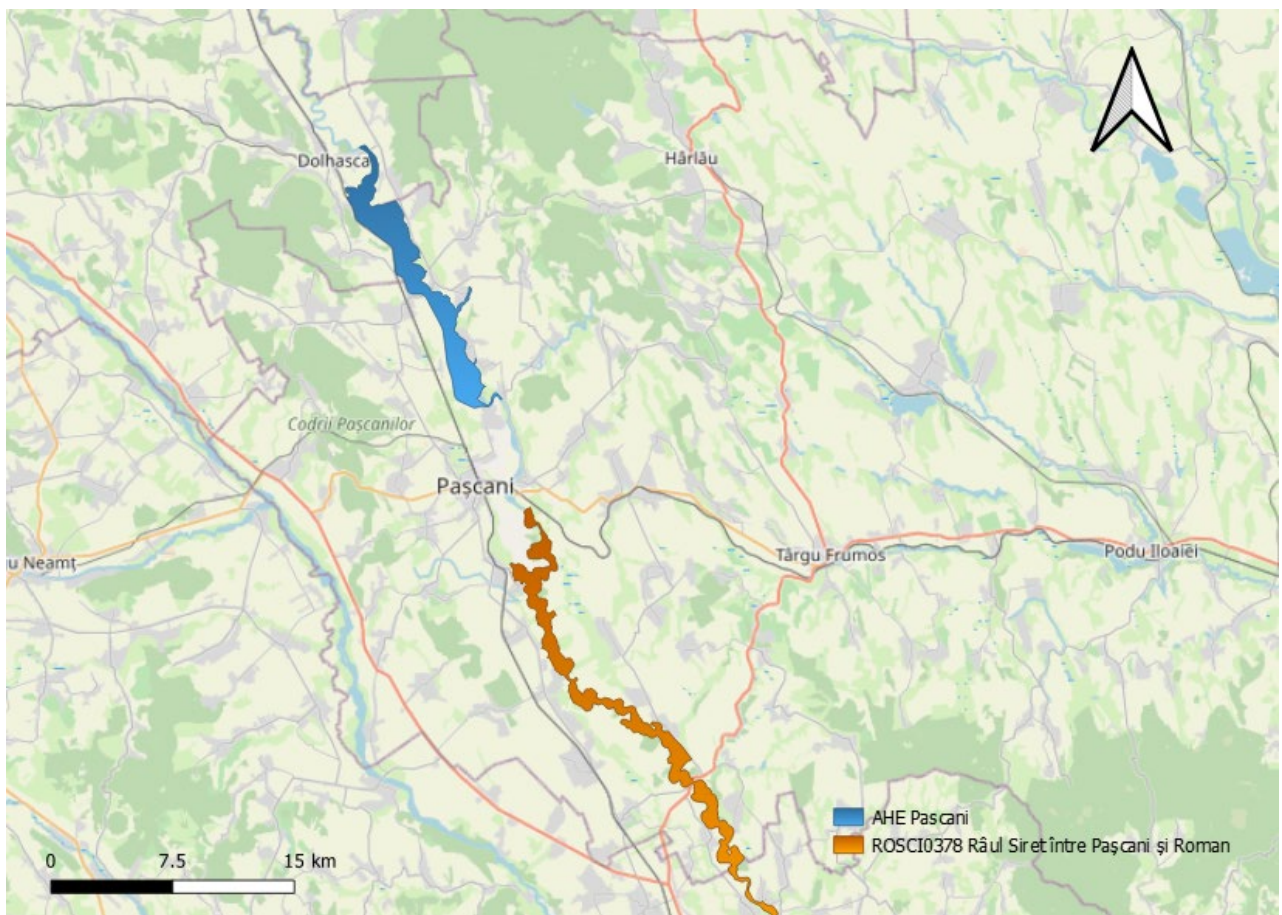 Dolhasca
Hârlău
Codrii Pașcanilor
Pașcani
Târgu Frumos
Podu Iloaiei
u Neamț
AHE Pascani
ROSCI0378 Râul Siret între Pașcani și Roman
0 7.5 15 km